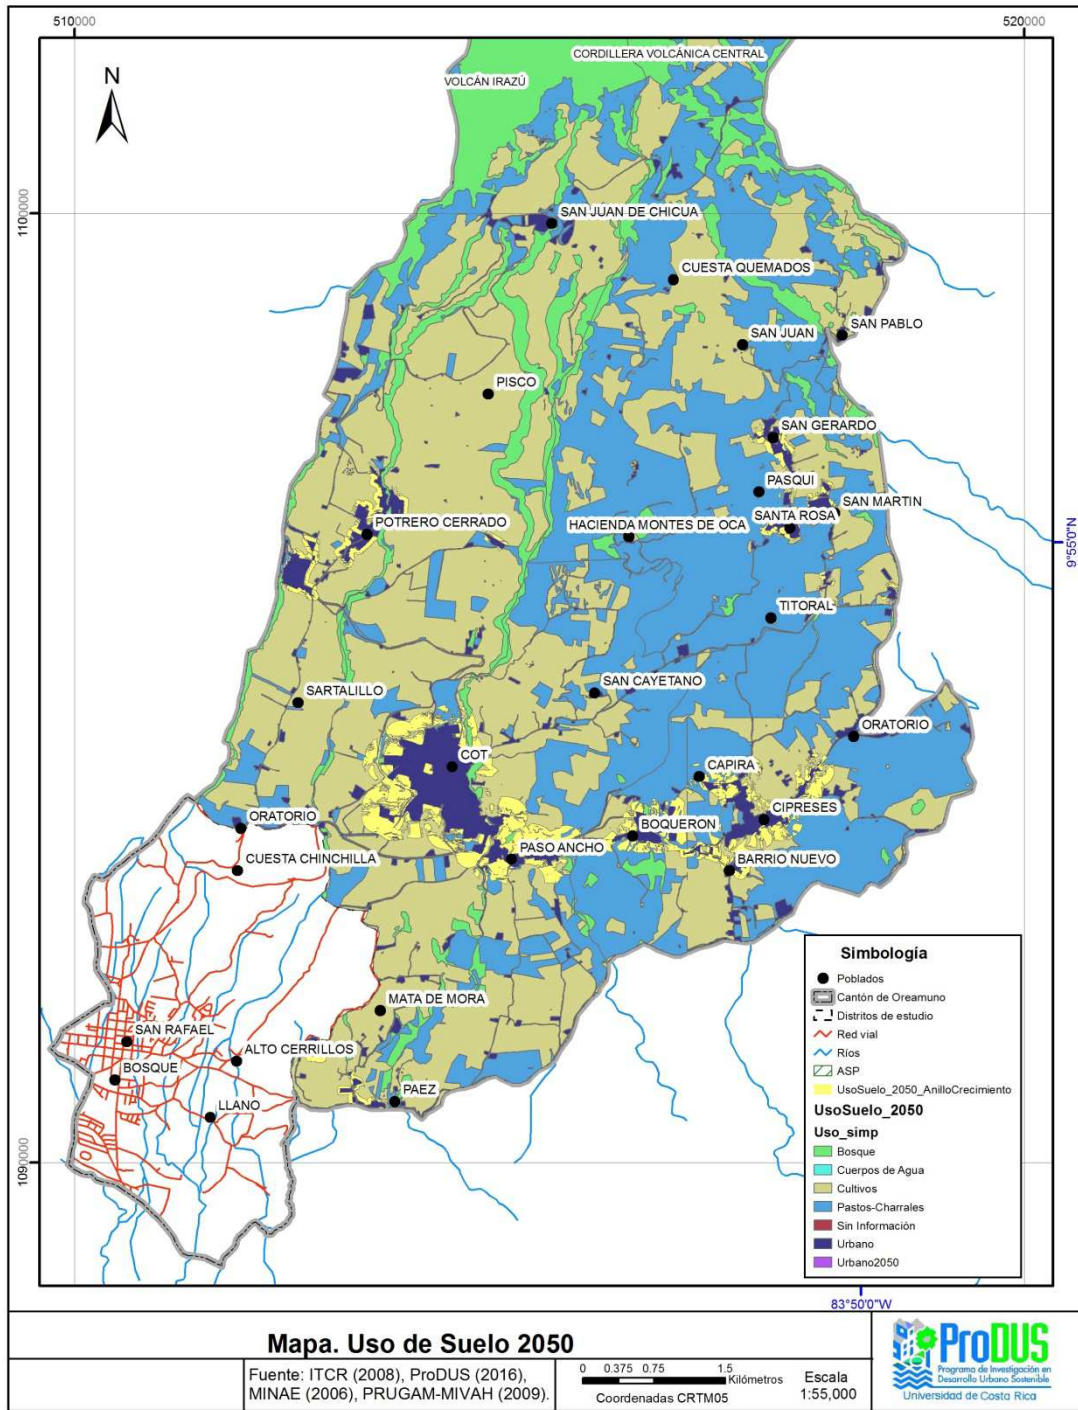 510000
520000
CORDILLERA VOLCÁNICA CENTRAL
VOLCÁN IRAZÚ
N
1100000
SAN JUAN DE CHICUA
CUESTA QUEMADOS
SAN PABLO
SAN JUAN
PISCO
SAN GERARDO
PASQUI
SAN MARTIN
SANTA ROSA
POTRERO CERRADO
HACIENDA MONTES DE OCA
9°55'0"N
TITORAL
SAN CAYETANO
SARTALILLO
ORATORIO
COT
CAPIRA
CIPRESES
ORATORIO
BOQUERON
PASO ANCHO
CUESTA CHINCHILLA
BARRIO NUEVO
MATA DE MORA
SAN RAFAEL
ALTO CERRILLOS
BOSQUE
PAEZ
LLANO
1090000
Simbología
Poblados
Cantón de Oreamuno
Distritos de estudio
Red vial
Ríos
ASP
UsoSuelo_2050_AnilloCrecimiento
UsoSuelo_2050
Uso_simp
Bosque
Cuerpos de Agua
Cultivos
Pastos-Charrales
Sin Información
Urbano
Urbano2050
83°50'0"W
Mapa. Uso de Suelo 2050
Fuente: ITCR (2008), ProDUS (2016),
MINAE (2006), PRUGAM-MIVAH (2009).
0 0.375 0.75 1.5
Kilómetros
Coordenadas CRTM05
Escala
1:55,000
ProDUS
Programa de Investigación en
Desarrollo Urbano Sostenible
Universidad de Costa Rica